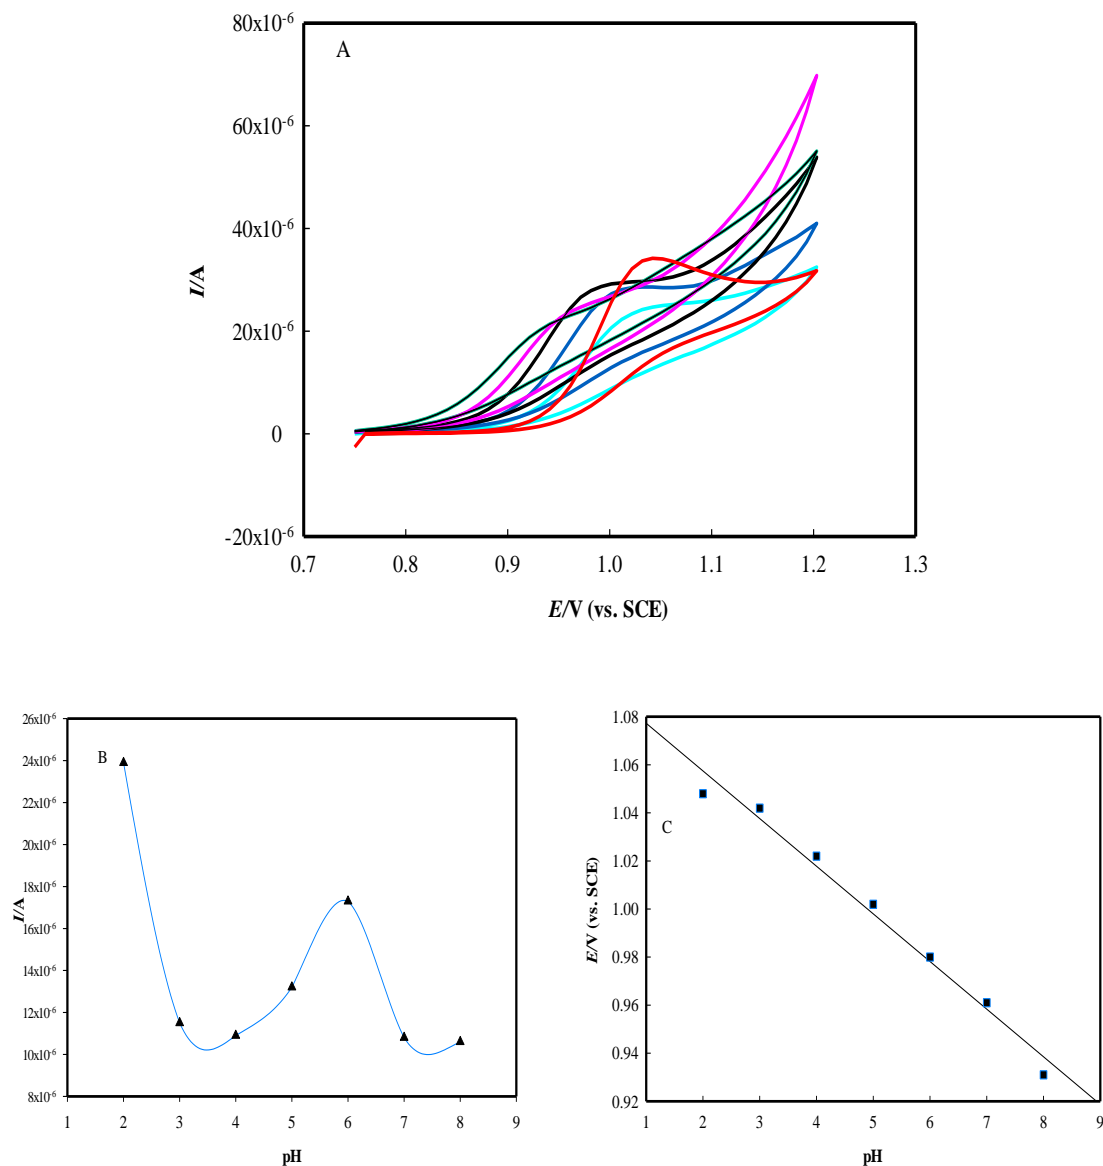 80x10-6
A
60x10-6
40x10-6
I/A
20x10-6
0
-20x10-6
0.7 0.8 0.9 1.0 1.1 1.2 1.3
E/V (vs. SCE)
26x10-6
B
24x10-6
22x10-6
20x10-6
18x10-6
I/A
16x10-6
14x10-6
12x10-6
10x10-6
8x10-6
1 2 3 4 5 6 7 8 9
pH
1.08
1.06
1.04
C
1.02
E/V (vs. SCE)
1.00
0.98
0.96
0.94
0.92
1 2 3 4 5 6 7 8 9
pH